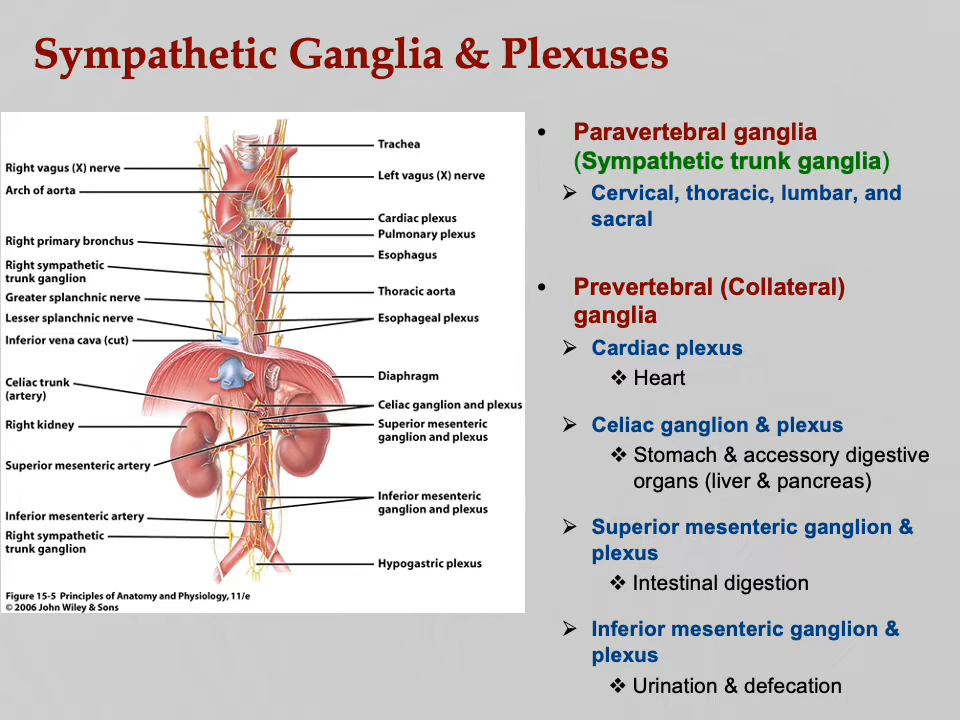 Sympathetic Ganglia & Plexuses
Right vagus (X) nerve
Arch of aorta
Right primary bronchus
Right sympathetic
trunk ganglion
Greater splanchnic nerve
Lesser splanchnic nerve
Inferior vena cava (cut)
Celiac trunk
(artery)
Right kidney
Superior mesenteric artery
Inferior mesenteric artery
Right sympathetic
trunk ganglion
Trachea
Left vagus (X) nerve
Cardiac plexus
Pulmonary plexus
Esophagus
Thoracic aorta
Esophageal plexus
Diaphragm
Celiac ganglion and plexus
Superior mesenteric
ganglion and plexus
Inferior mesenteric
ganglion and plexus
Hypogastric plexus
Figure 15-5 Principles of Anatomy and Physiology, 11/e
© 2006 John Wiley & Sons
• Paravertebral ganglia
(Sympathetic trunk ganglia)
➢ Cervical, thoracic, lumbar, and
sacral
• Prevertebral (Collateral)
ganglia
➢ Cardiac plexus
❖ Heart
➢ Celiac ganglion & plexus
❖ Stomach & accessory digestive
organs (liver & pancreas)
➢ Superior mesenteric ganglion &
plexus
❖ Intestinal digestion
➢ Inferior mesenteric ganglion &
plexus
❖ Urination & defecation